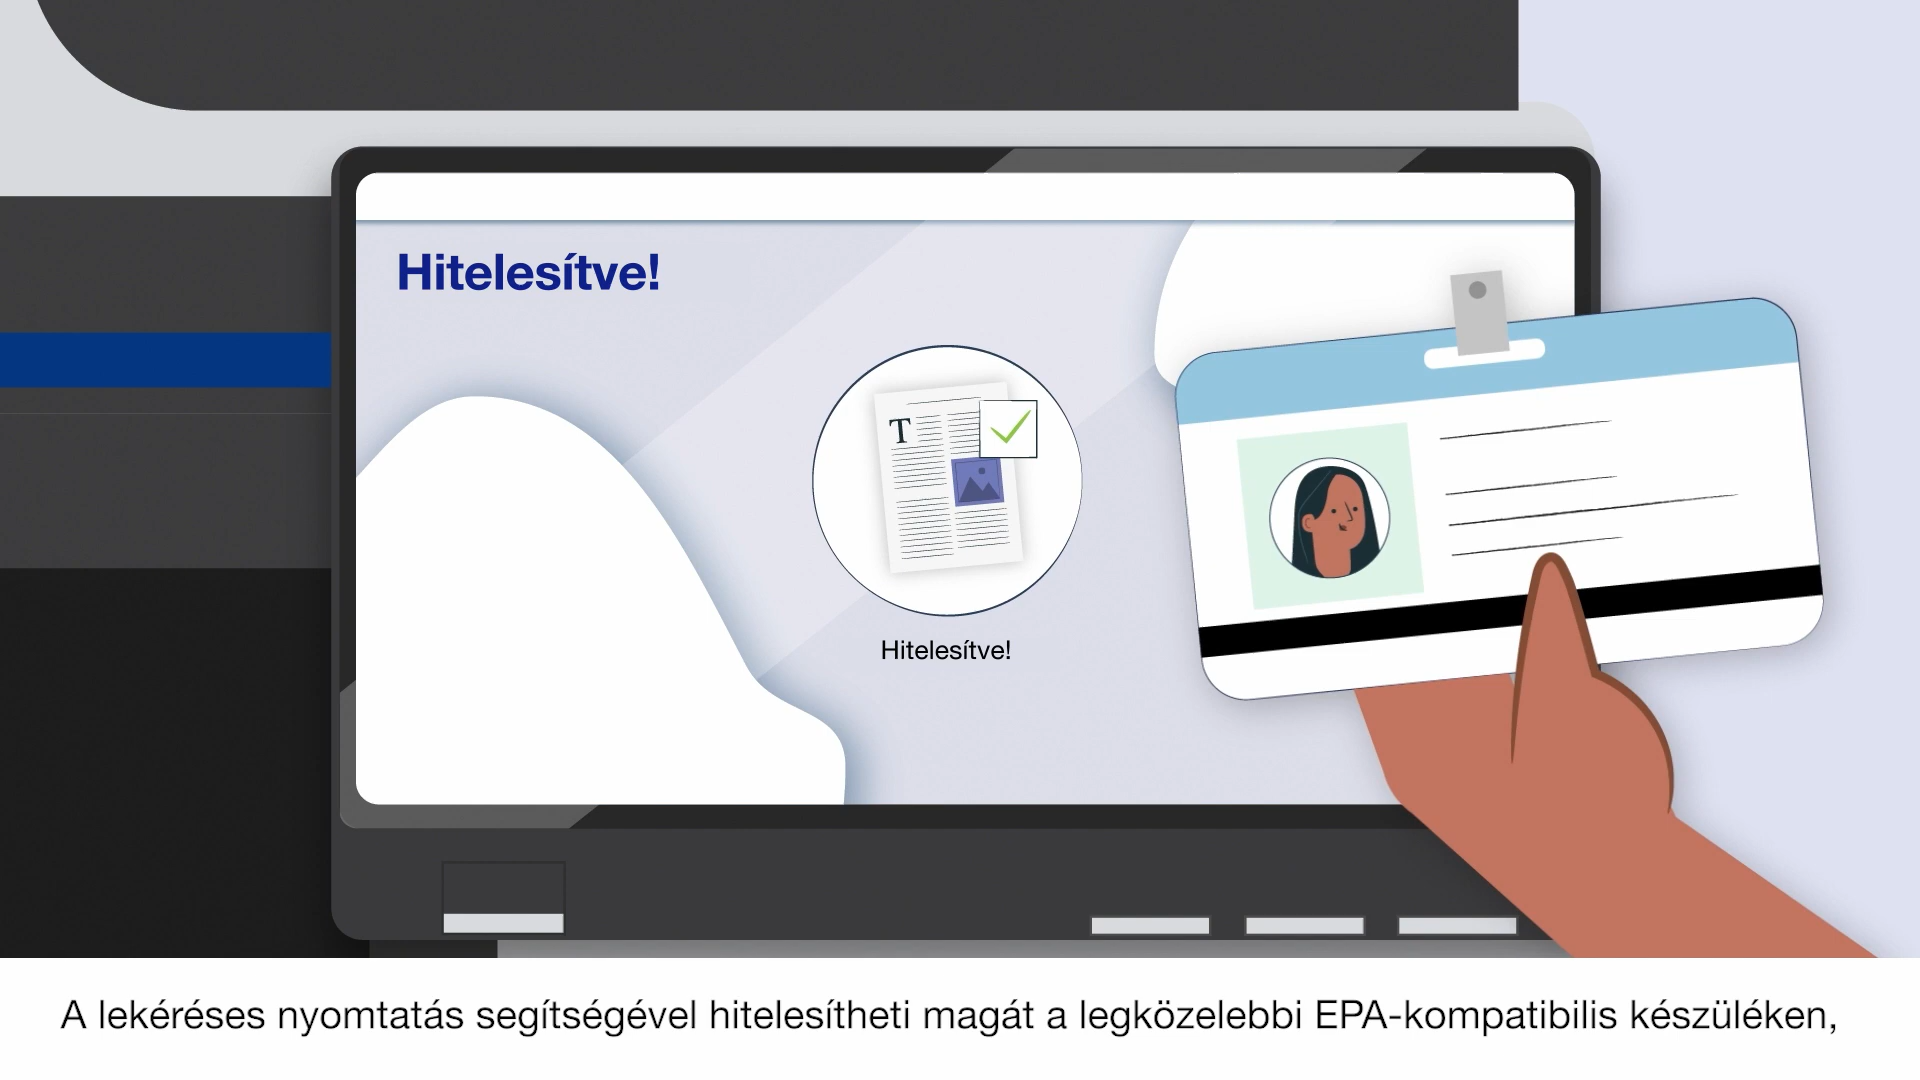 Hitelesítve!
T
Hitelesítve!
A lekéréses nyomtatás segítségével hitelesítheti magát a legközelebbi EPA-kompatibilis készüléken,